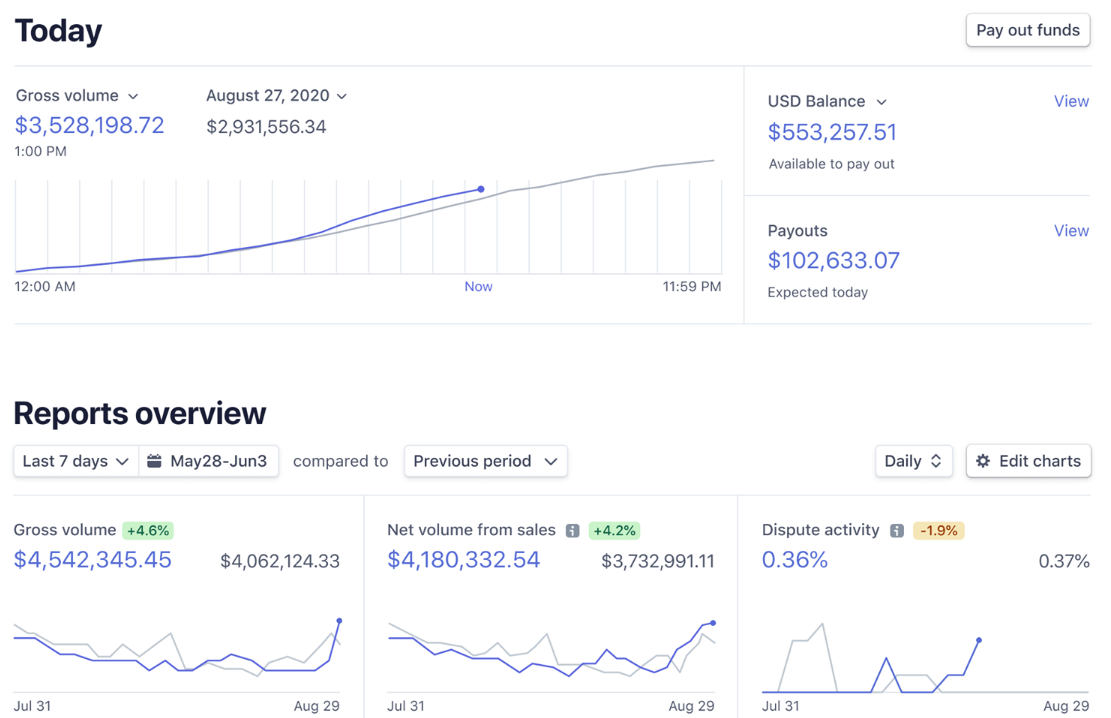 Today
Pay out funds
Gross volume
August 27, 2020
$3,528,198.72
$2,931,556.34
1:00 PM
12:00 AM
Now
11:59 PM
USD Balance
View
$553,257.51
Available to pay out
Payouts
View
$102,633.07
Expected today
Reports overview
Last 7 days May28-Jun3 compared to Previous period
Daily
Edit charts
Gross volume +4.6%
$4,542,345.45
$4,062,124.33
Jul 31
Aug 29
Net volume from sales +4.2%
$4,180,332.54
$3,732,991.11
Jul 31
Aug 29
Dispute activity -1.9%
0.36%
0.37%
Jul 31
Aug 29